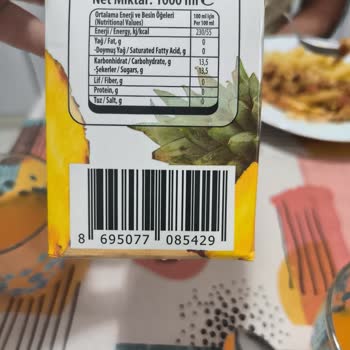 Net Miktar: 1000 ml ℮
Ortalama Enerji ve Besin Öğeleri 100 ml için
(Nutritional Values) Per 100 ml
Enerji / Energy, kj/kcal 230/55
Yağ / Fat, g 0
-Doymuş Yağ / Saturated Fatty Acid, g 0
Karbonhidrat / Carbohydrate, g 13,5
-Şekerler / Sugars, g 13,5
Lif / Fiber, g 0
Protein, g 0
Tuz / Salt, g 0
8 695077 085429